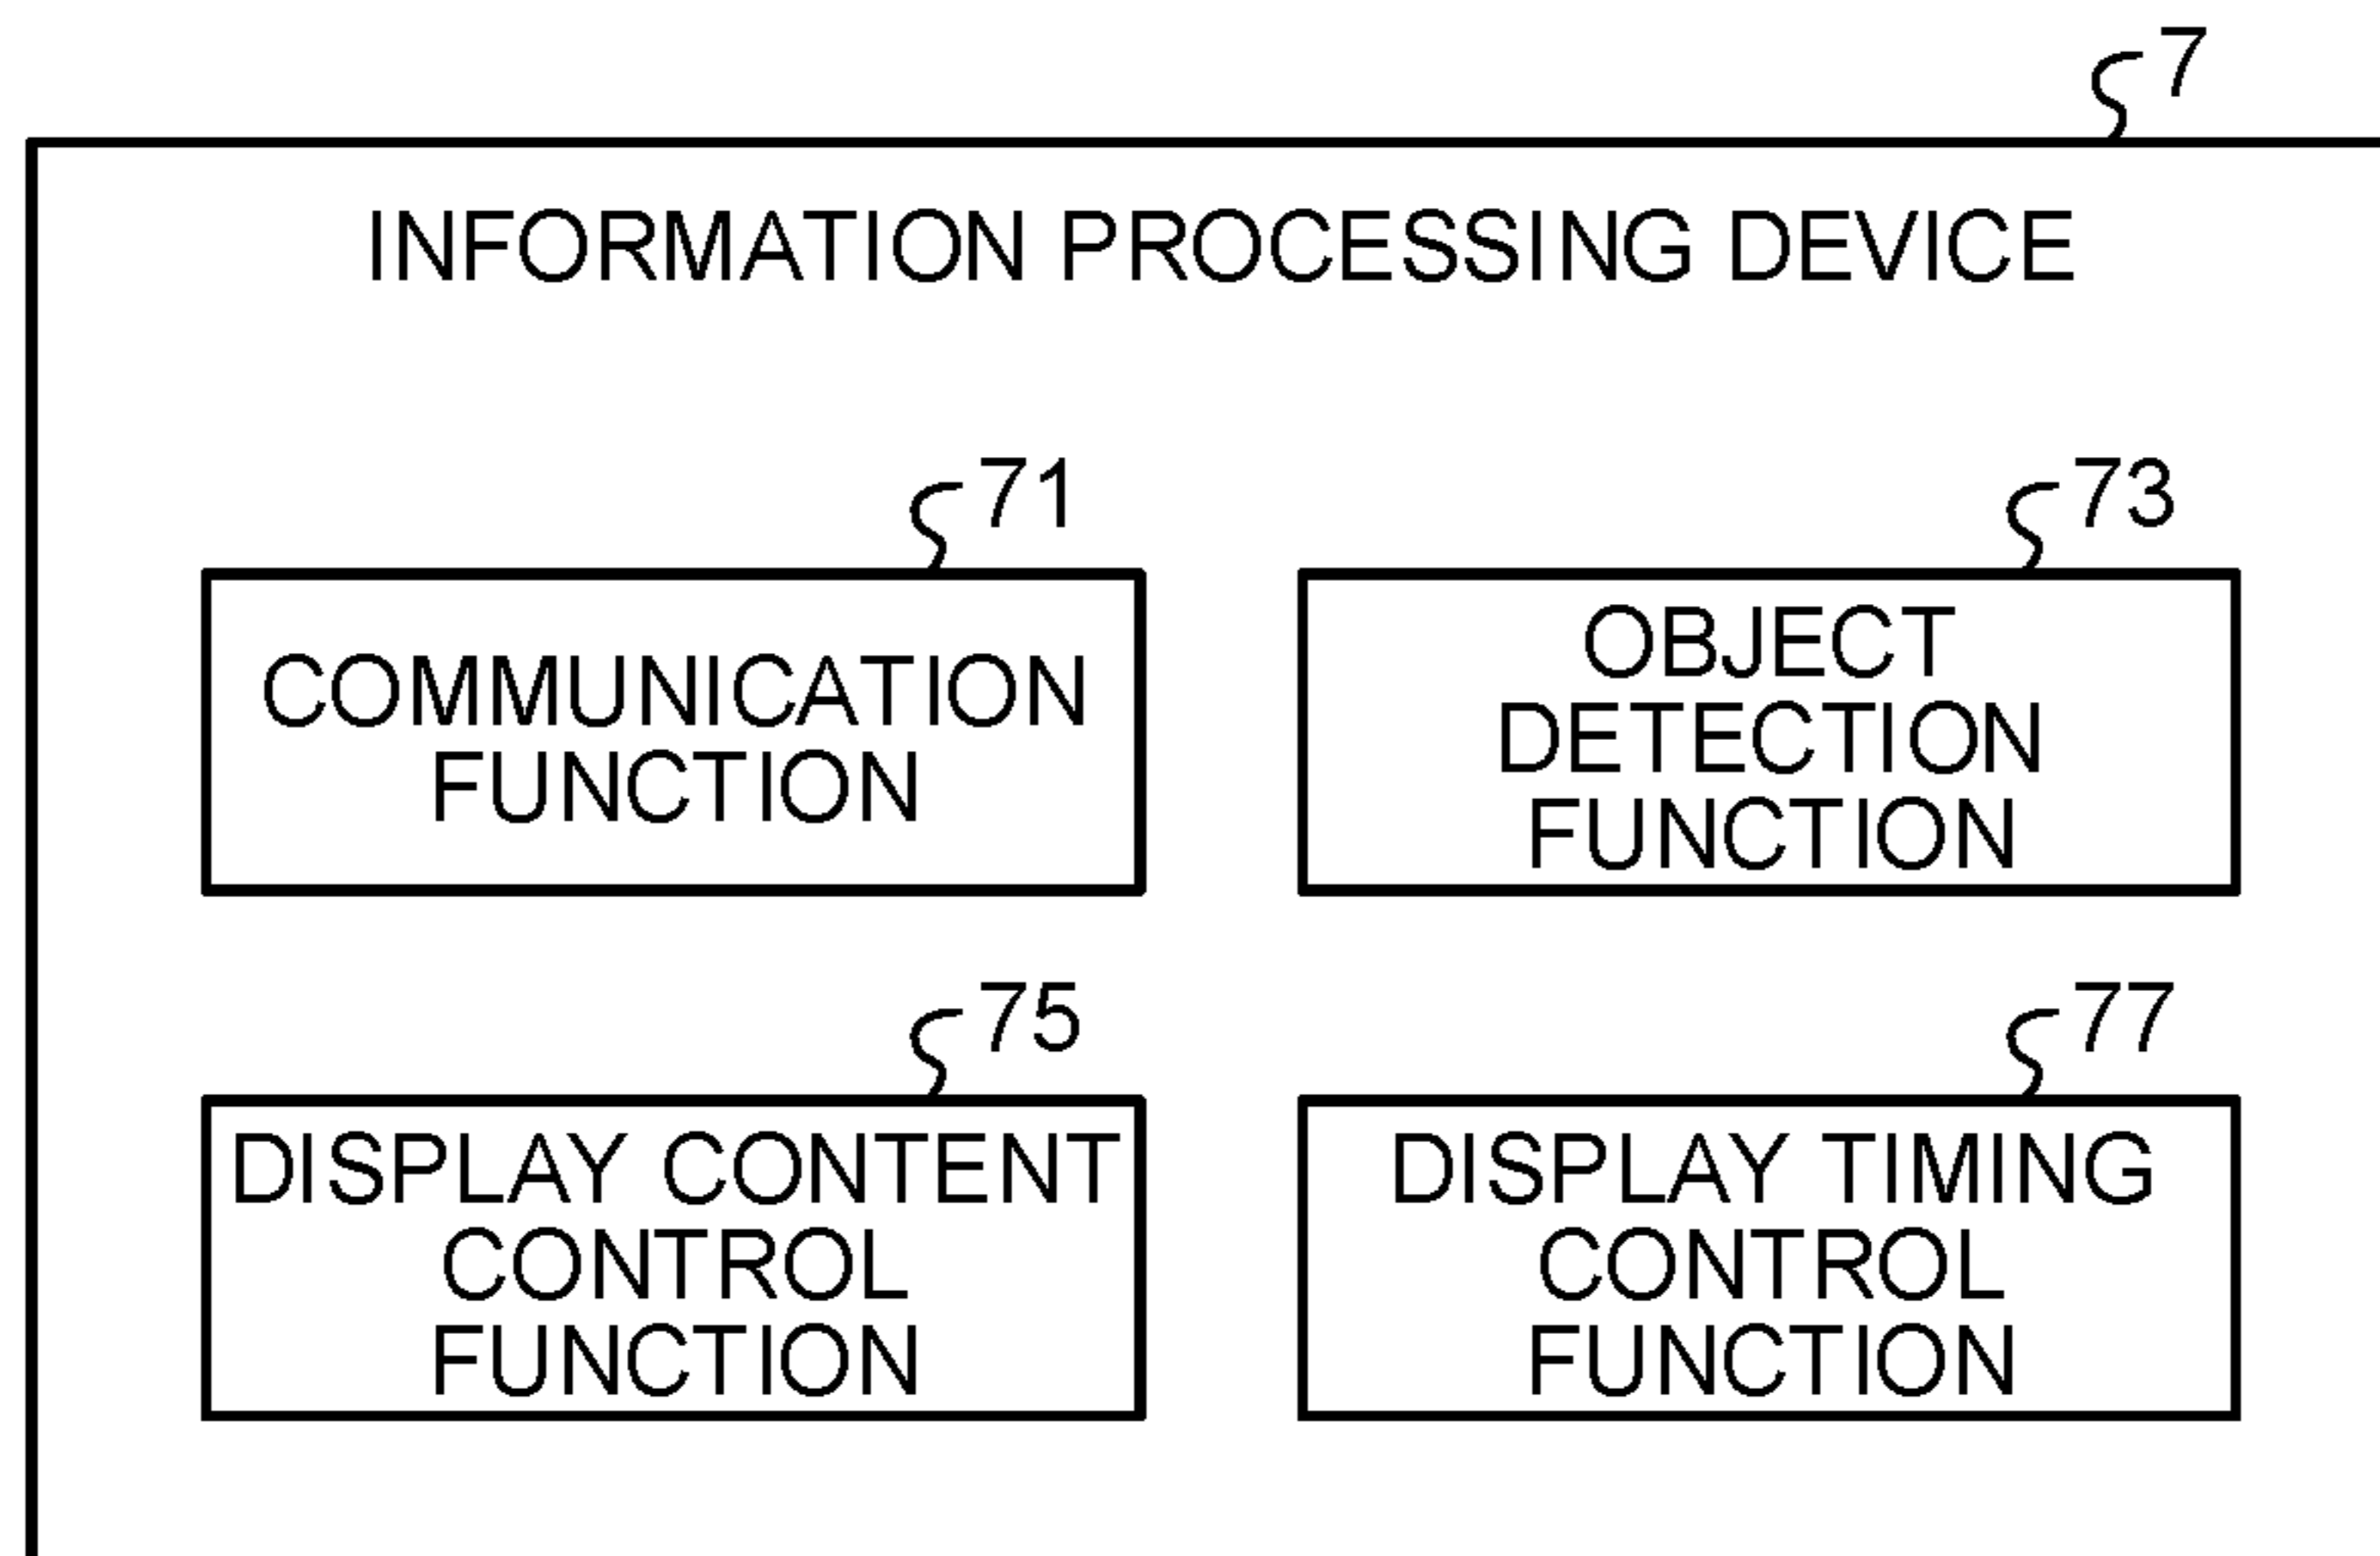 7
INFORMATION PROCESSING DEVICE
71
COMMUNICATION
FUNCTION
73
OBJECT
DETECTION
FUNCTION
75
DISPLAY CONTENT
CONTROL
FUNCTION
77
DISPLAY TIMING
CONTROL
FUNCTION